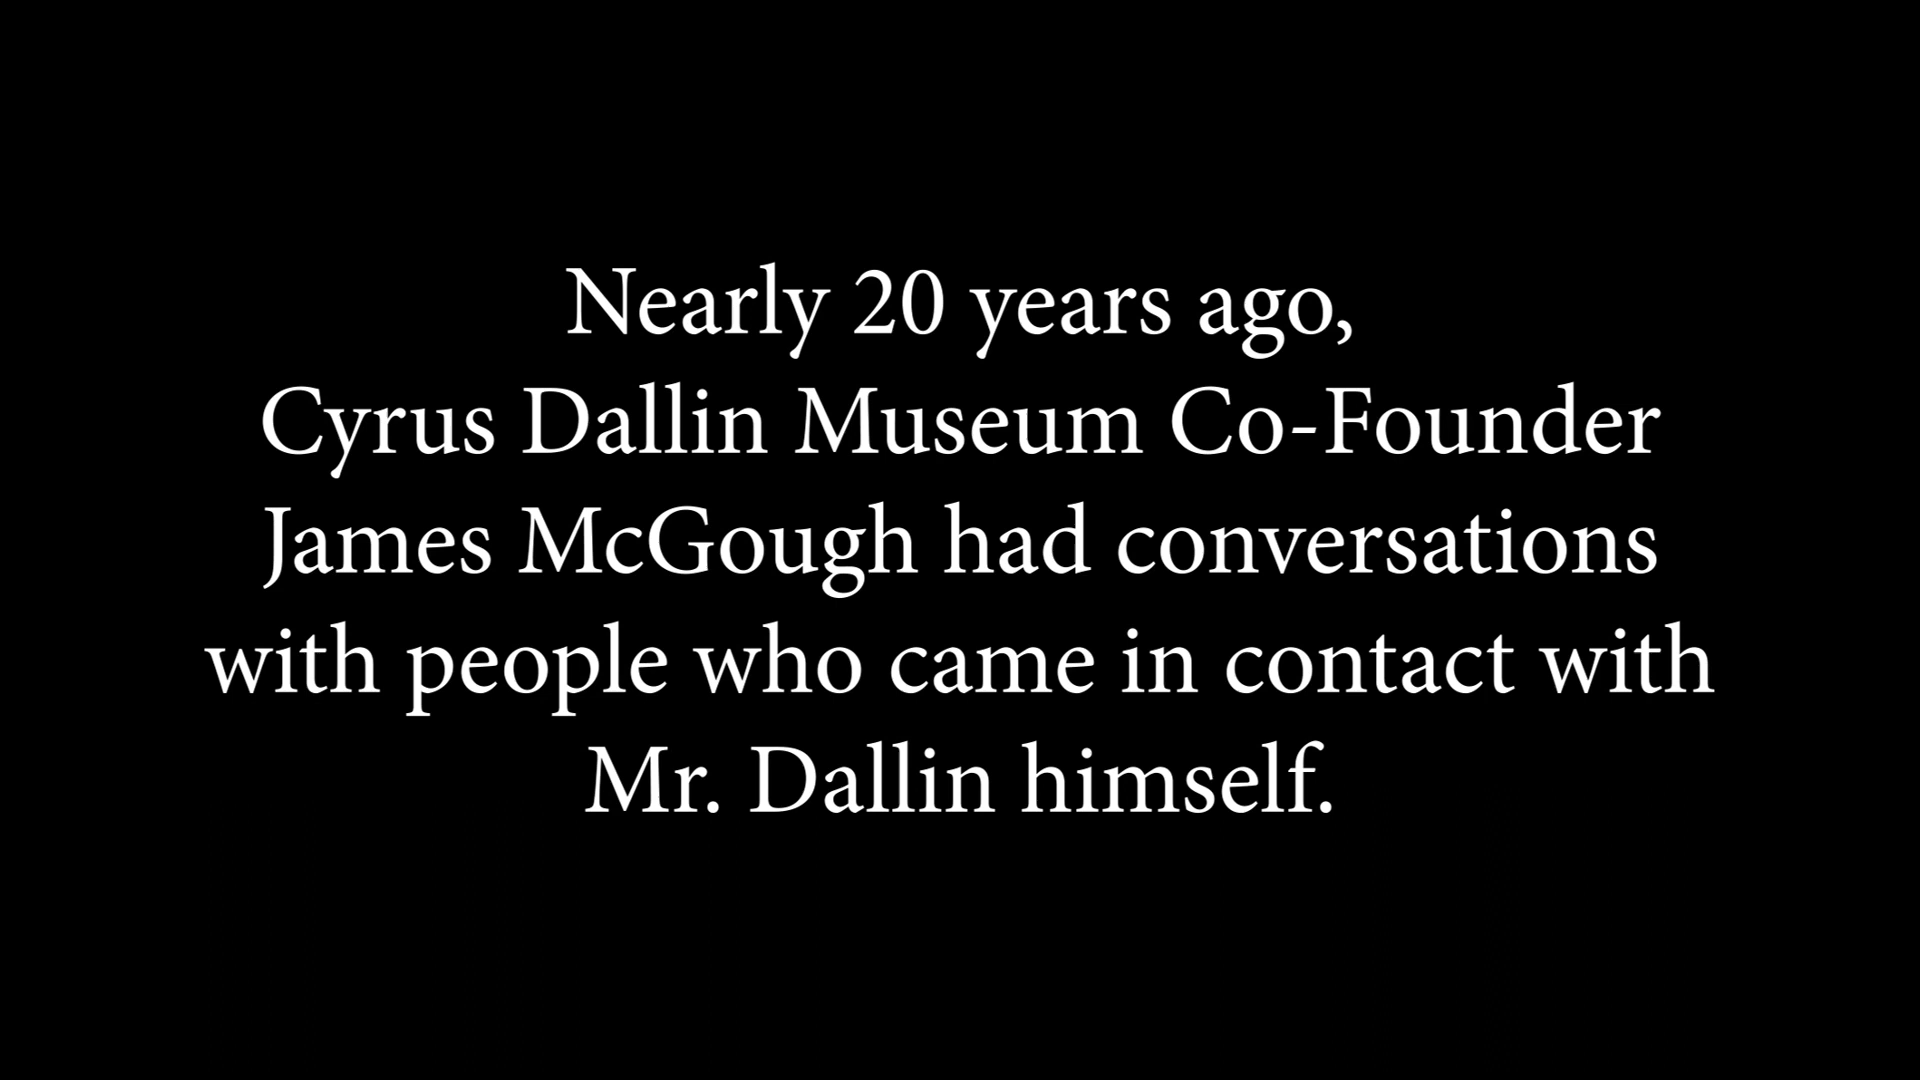 Nearly 20 years ago,
Cyrus Dallin Museum Co-Founder
James McGough had conversations
with people who came in contact with
Mr. Dallin himself.